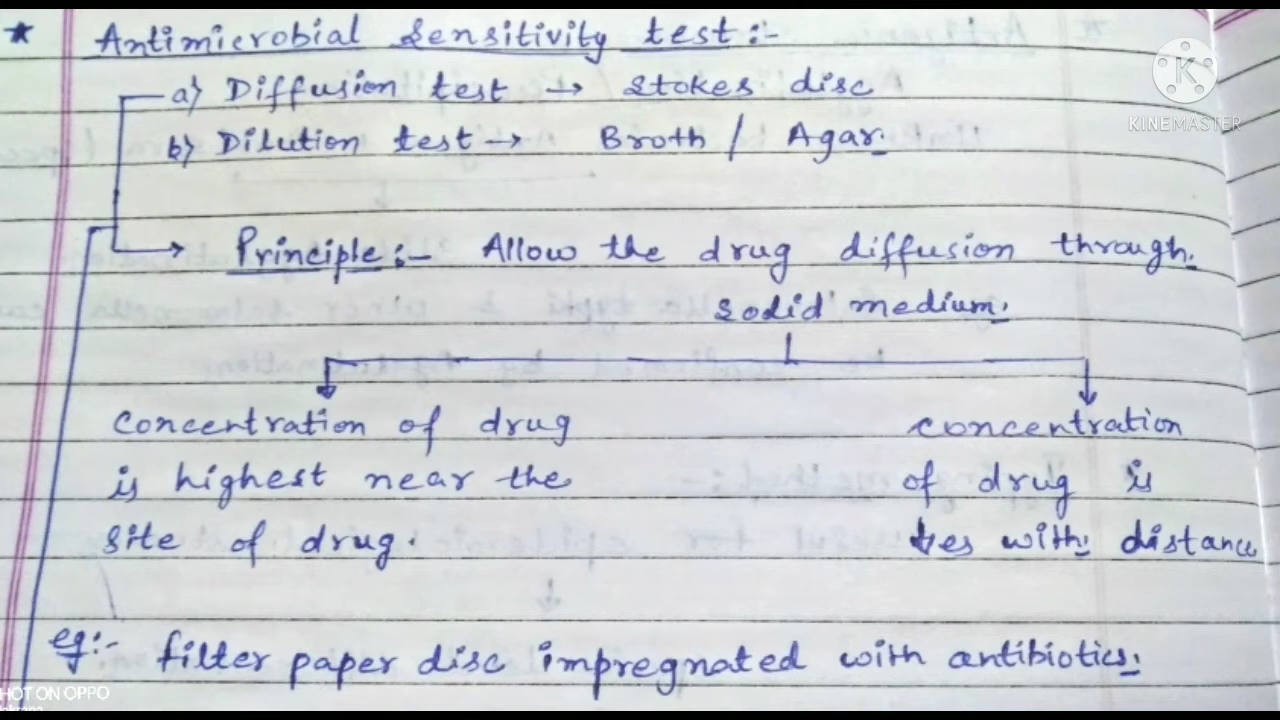 * Antimicrobial Sensitivity test :-
a) Diffusion test → Stokes disc
b) Dilution test → Broth / Agar.
→ Principle :- Allow the drug diffusion through.
solid medium.
Concentration of drug
is highest near the
site of drug.
concentration
of drug is
↓es with distance
eg:- filter paper disc impregnated with antibiotics.
KINEMASTER
SHOT ON OPPO